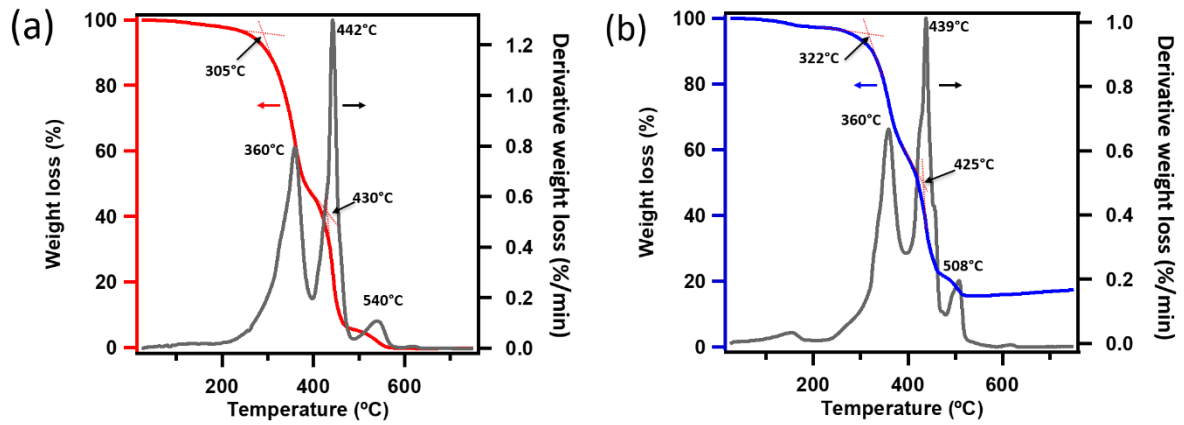 (a)
100
80
60
40
20
0
Weight loss (%)
305°C
360°C
442°C
430°C
540°C
1.2
1.0
0.8
0.6
0.4
0.2
0.0
Derivative weight loss (%/min)
200
400
600
Temperature (ºC)
(b)
100
80
60
40
20
0
Weight loss (%)
322°C
360°C
439°C
425°C
508°C
1.0
0.8
0.6
0.4
0.2
0.0
Derivative weight loss (%/min)
200
400
600
Temperature (ºC)